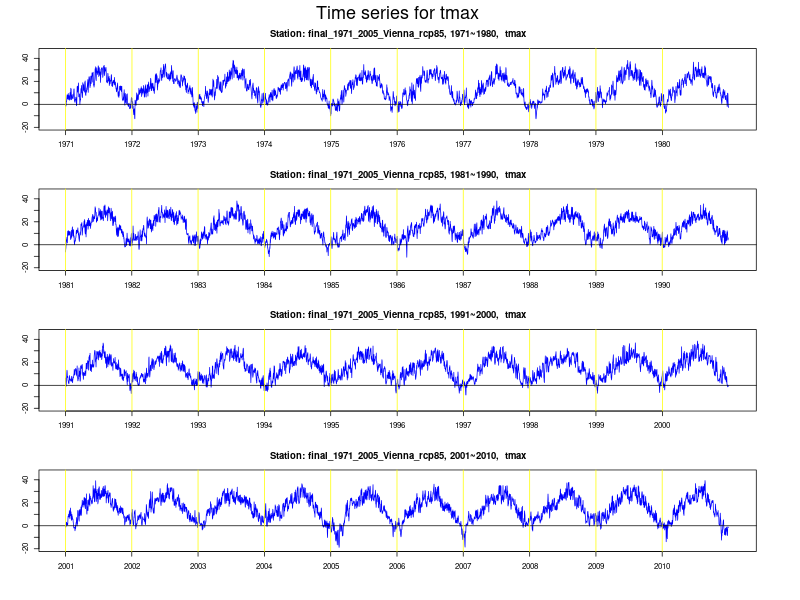 Time series for tmax
Station: final_1971_2005_Vienna_rcp85, 1971~1980, tmax
40
20
0
-20
1971 1972 1973 1974 1975 1976 1977 1978 1979 1980
Station: final_1971_2005_Vienna_rcp85, 1981~1990, tmax
40
20
0
-20
1981 1982 1983 1984 1985 1986 1987 1988 1989 1990
Station: final_1971_2005_Vienna_rcp85, 1991~2000, tmax
40
20
0
-20
1991 1992 1993 1994 1995 1996 1997 1998 1999 2000
Station: final_1971_2005_Vienna_rcp85, 2001~2010, tmax
40
20
0
-20
2001 2002 2003 2004 2005 2006 2007 2008 2009 2010